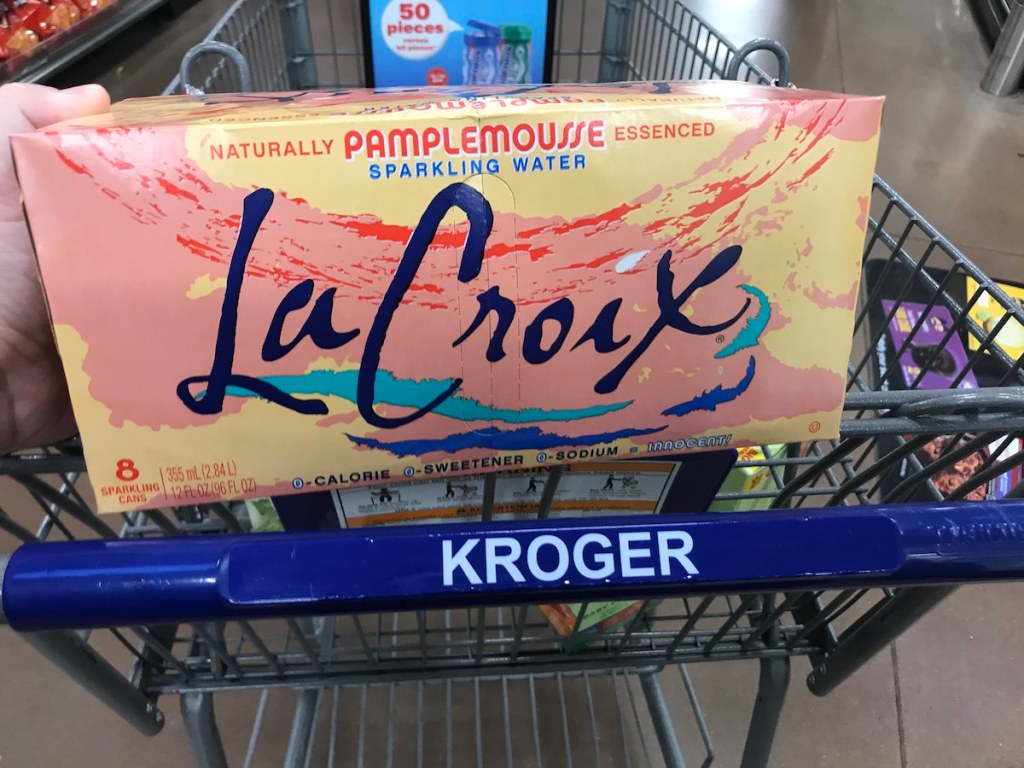 50
pieces
NATURALLY PAMPLEMOUSSE ESSENCED
SPARKLING WATER
LaCroix
®
8
SPARKLING
CANS
355 mL (2.84 L)
12 FL OZ (96 FL OZ)
0-CALORIE 0-SWEETENER 0-SODIUM = INNOCENT!
KROGER